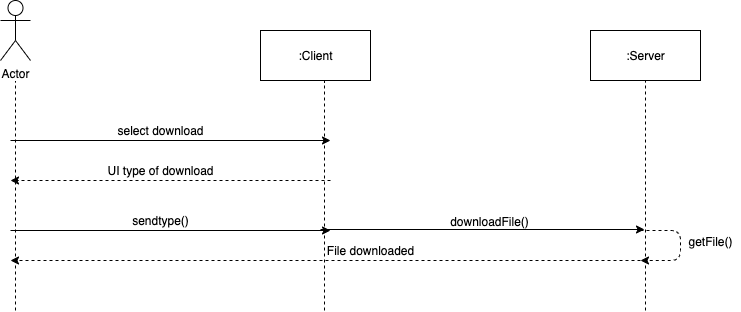 Actor
:Client
:Server
select download
UI type of download
sendtype()
downloadFile()
getFile()
File downloaded